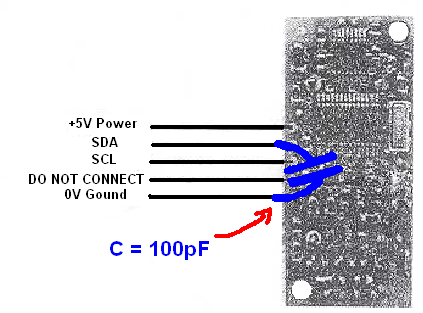 +5V Power
SDA
SCL
DO NOT CONNECT
0V Gound
C = 100pF